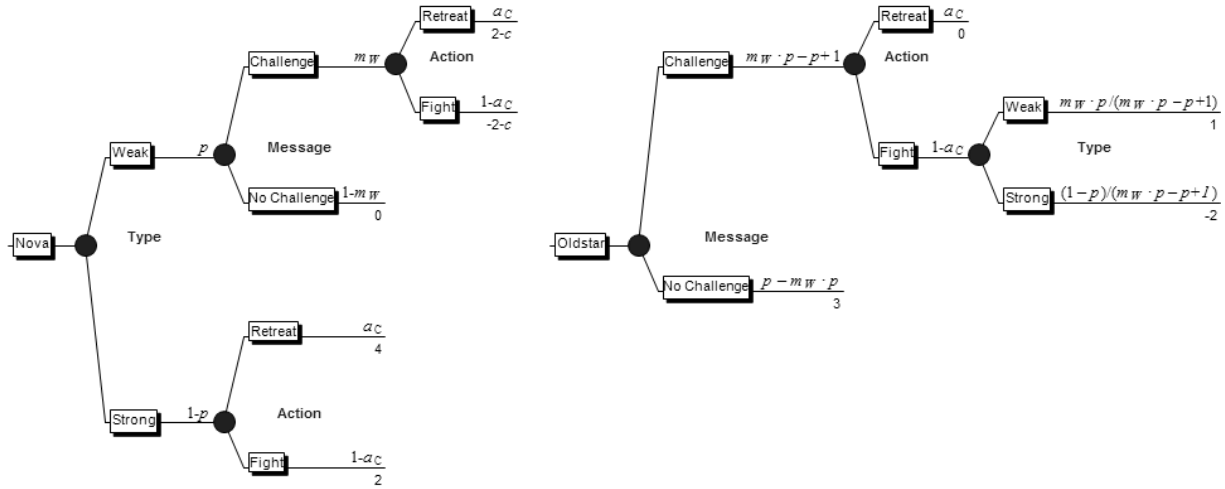 Retreat a_C
2-c
Challenge m_W Action
Fight 1-a_C
-2-c
Weak p Message
No Challenge 1-m_W
0
Nova Type
Retreat a_C
4
Strong 1-p Action
Fight 1-a_C
2
Retreat a_C
0
Challenge m_W · p - p+1 Action
Weak m_W · p/(m_W · p - p+1)
1
Fight 1-a_C Type
Strong (1-p)/(m_W · p - p+1)
-2
Oldstar Message
No Challenge p - m_W · p
3